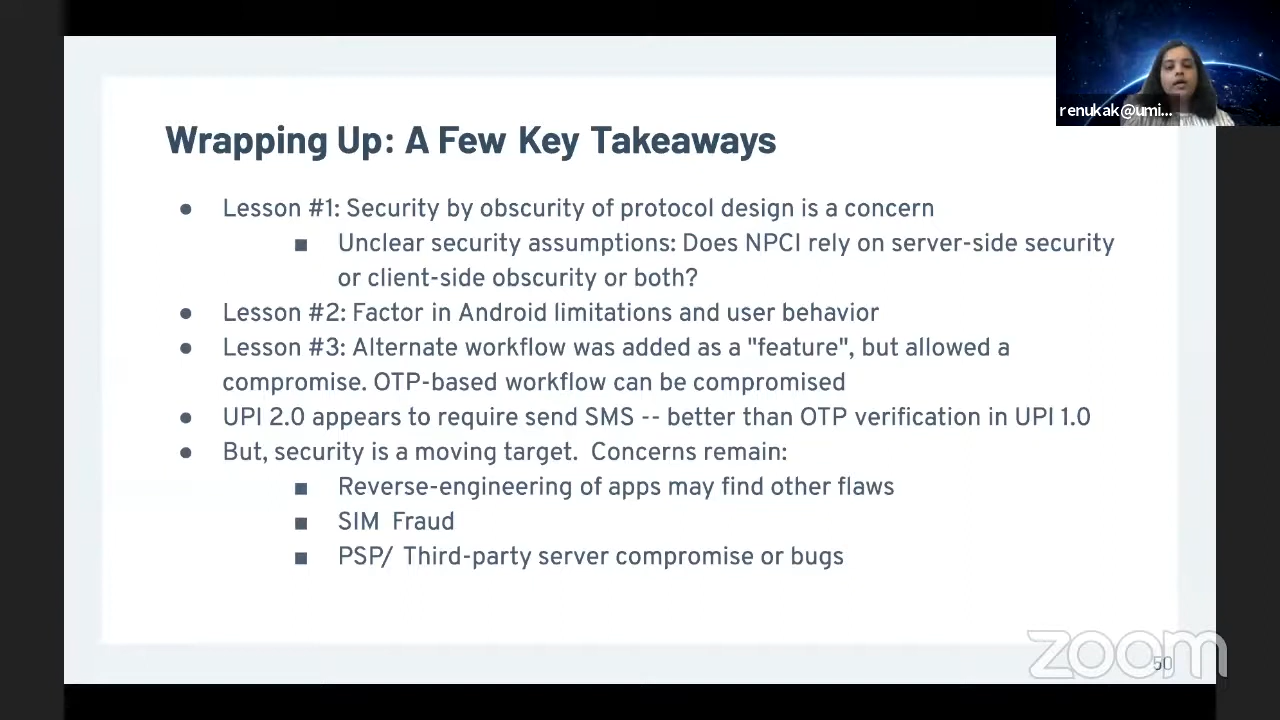 renukak@umi...
Wrapping Up: A Few Key Takeaways
● Lesson #1: Security by obscurity of protocol design is a concern
■ Unclear security assumptions: Does NPCI rely on server-side security
or client-side obscurity or both?
● Lesson #2: Factor in Android limitations and user behavior
● Lesson #3: Alternate workflow was added as a "feature", but allowed a
compromise. OTP-based workflow can be compromised
● UPI 2.0 appears to require send SMS -- better than OTP verification in UPI 1.0
● But, security is a moving target. Concerns remain:
■ Reverse-engineering of apps may find other flaws
■ SIM Fraud
■ PSP/ Third-party server compromise or bugs
zoom
50